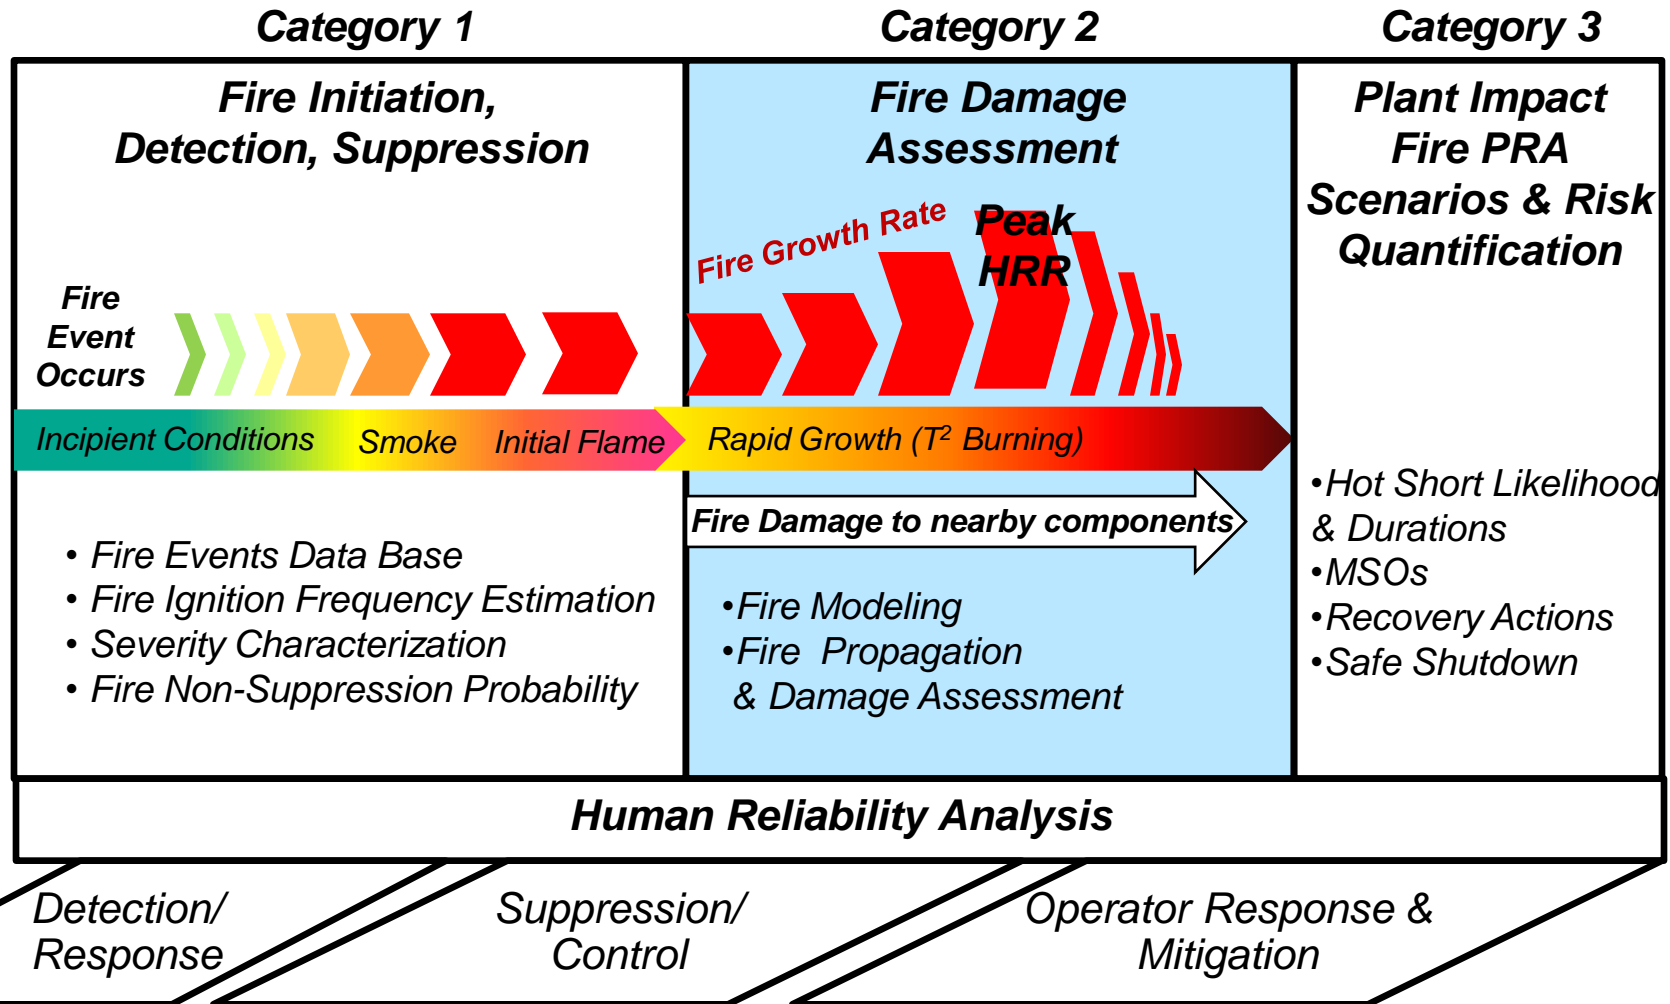 Category 1
Category 2
Category 3
Fire Initiation,
Detection, Suppression
Fire Damage
Assessment
Plant Impact
Fire PRA
Scenarios & Risk
Quantification
Fire
Event
Occurs
Fire Growth Rate
Peak
HRR
Incipient Conditions
Smoke
Initial Flame
Rapid Growth (T² Burning)
Fire Damage to nearby components
• Fire Events Data Base
• Fire Ignition Frequency Estimation
• Severity Characterization
• Fire Non-Suppression Probability
•Fire Modeling
•Fire Propagation
& Damage Assessment
•Hot Short Likelihood
& Durations
•MSOs
•Recovery Actions
•Safe Shutdown
Human Reliability Analysis
Detection/
Response
Suppression/
Control
Operator Response &
Mitigation